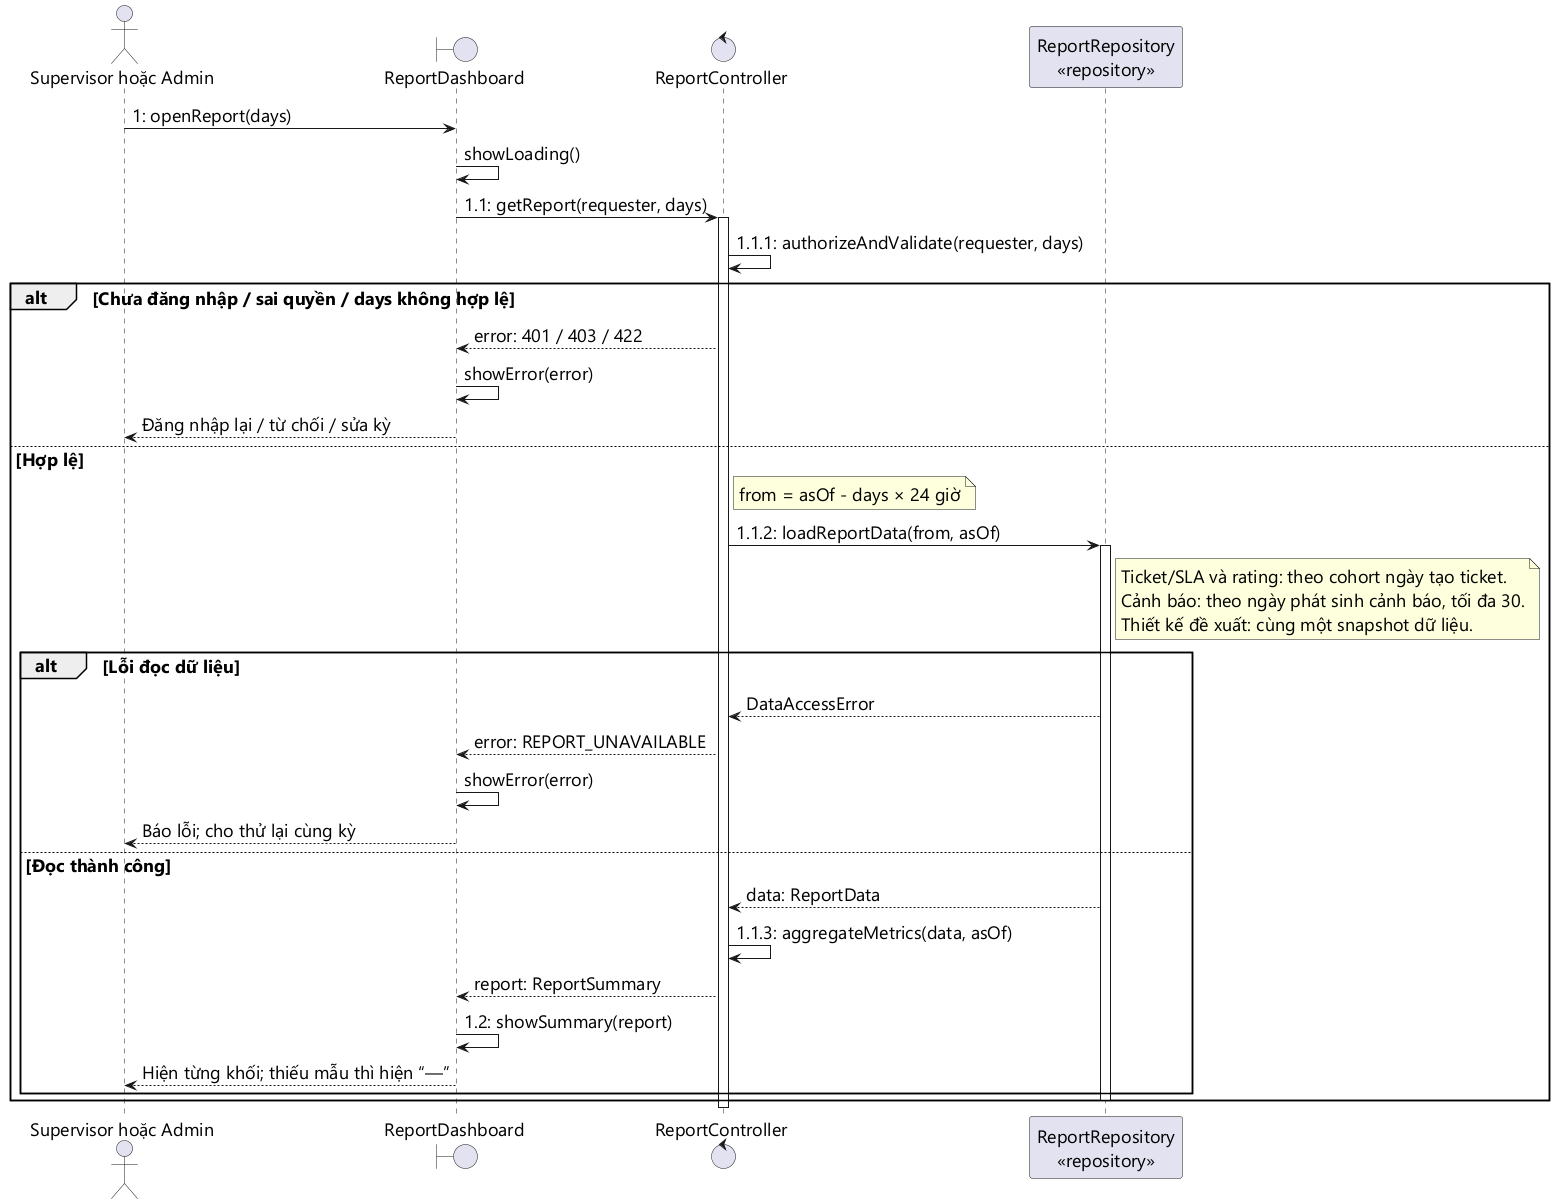 Supervisor hoặc Admin
ReportDashboard
ReportController
ReportRepository
«repository»
1: openReport(days)
showLoading()
1.1: getReport(requester, days)
1.1.1: authorizeAndValidate(requester, days)
alt
[Chưa đăng nhập / sai quyền / days không hợp lệ]
error: 401 / 403 / 422
showError(error)
Đăng nhập lại / từ chối / sửa kỳ
[Hợp lệ]
from = asOf - days × 24 giờ
1.1.2: loadReportData(from, asOf)
Ticket/SLA và rating: theo cohort ngày tạo ticket.
Cảnh báo: theo ngày phát sinh cảnh báo, tối đa 30.
Thiết kế đề xuất: cùng một snapshot dữ liệu.
alt
[Lỗi đọc dữ liệu]
DataAccessError
error: REPORT_UNAVAILABLE
showError(error)
Báo lỗi; cho thử lại cùng kỳ
[Đọc thành công]
data: ReportData
1.1.3: aggregateMetrics(data, asOf)
report: ReportSummary
1.2: showSummary(report)
Hiện từng khối; thiếu mẫu thì hiện “—“
Supervisor hoặc Admin
ReportDashboard
ReportController
ReportRepository
«repository»